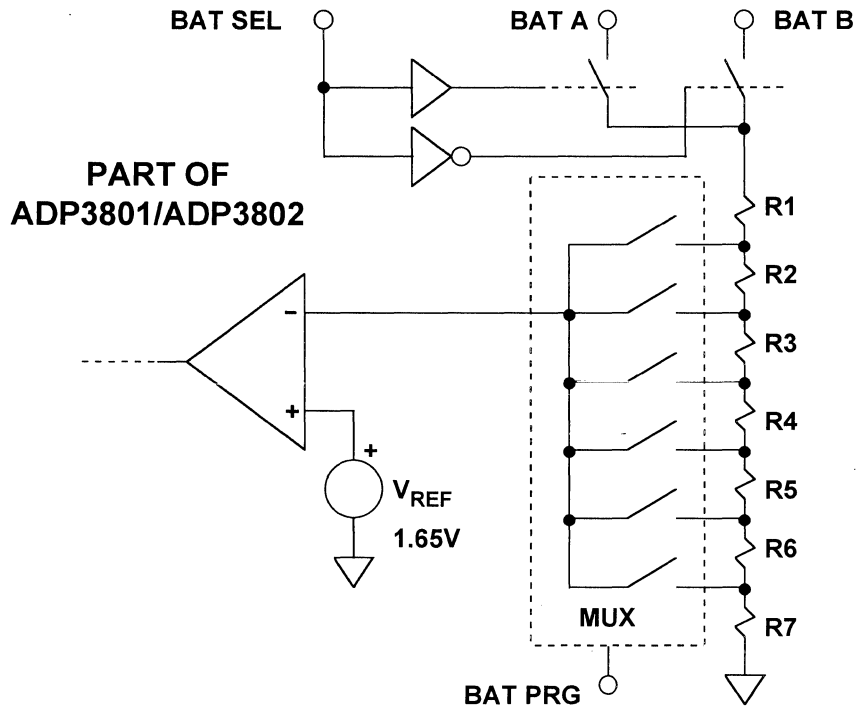 BAT SEL
BAT A
BAT B
PART OF
ADP3801/ADP3802
R1
R2
R3
R4
R5
R6
R7
-
+
+
VREF
1.65V
MUX
BAT PRG